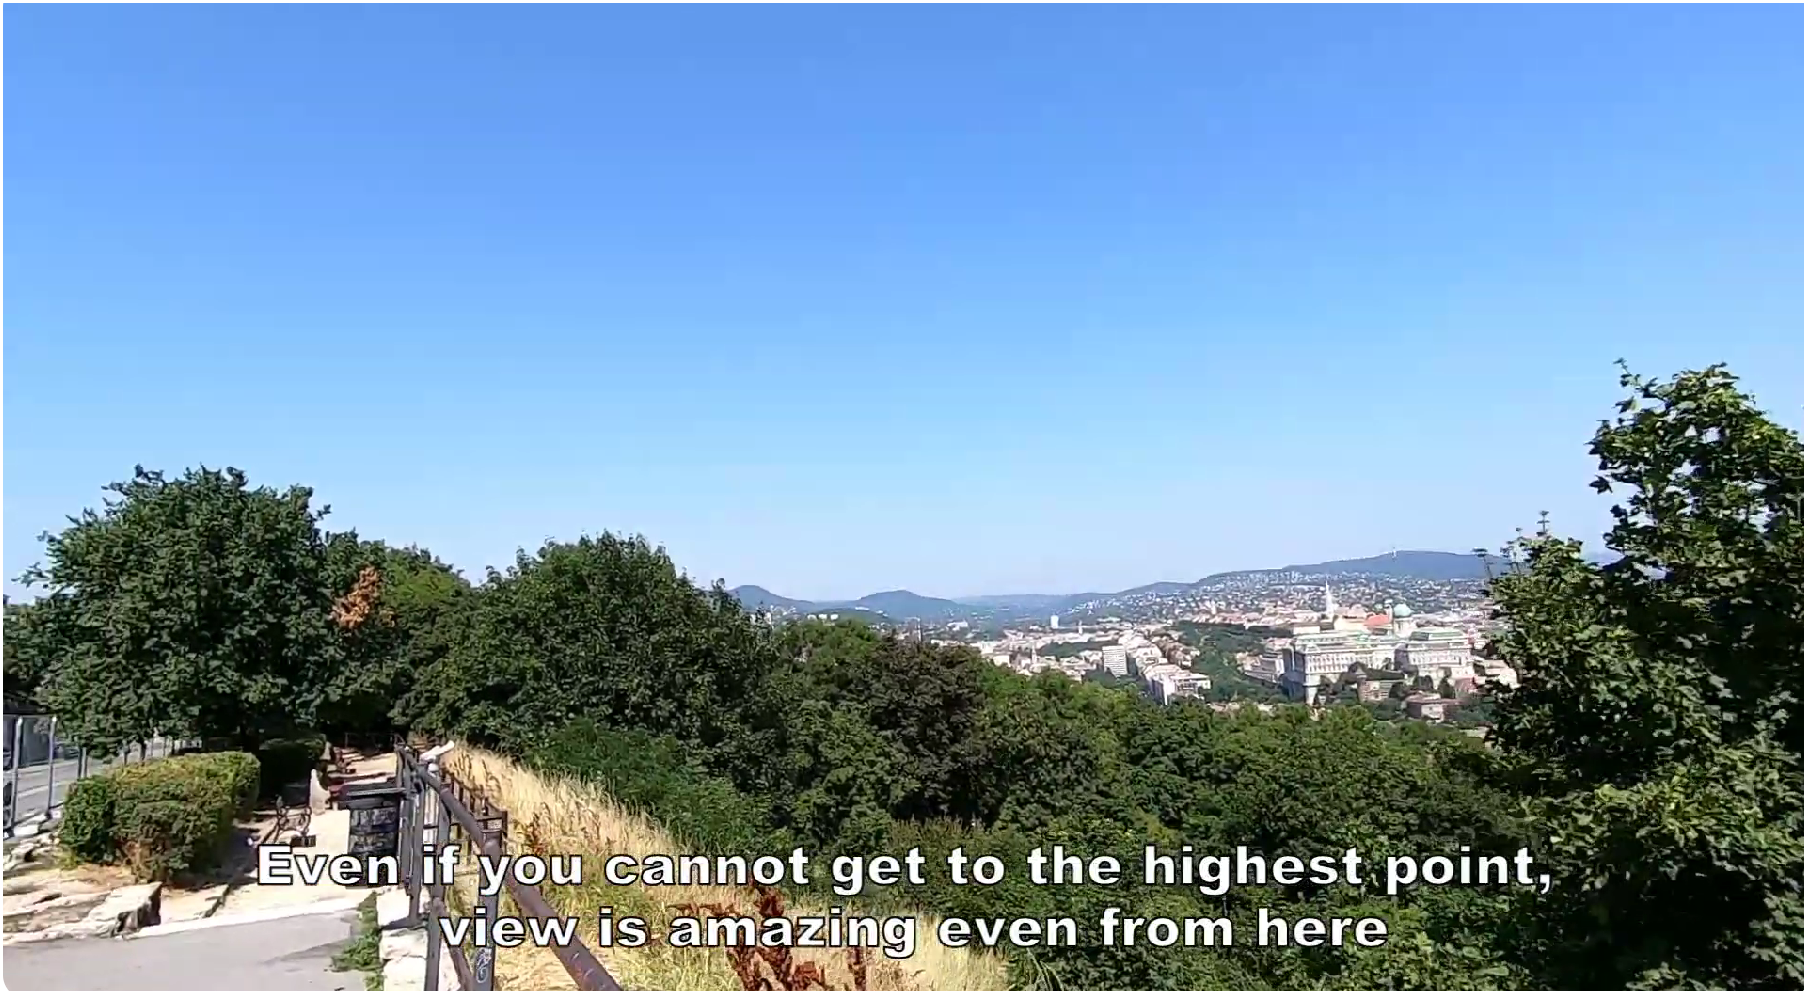 Even if you cannot get to the highest point,
view is amazing even from here